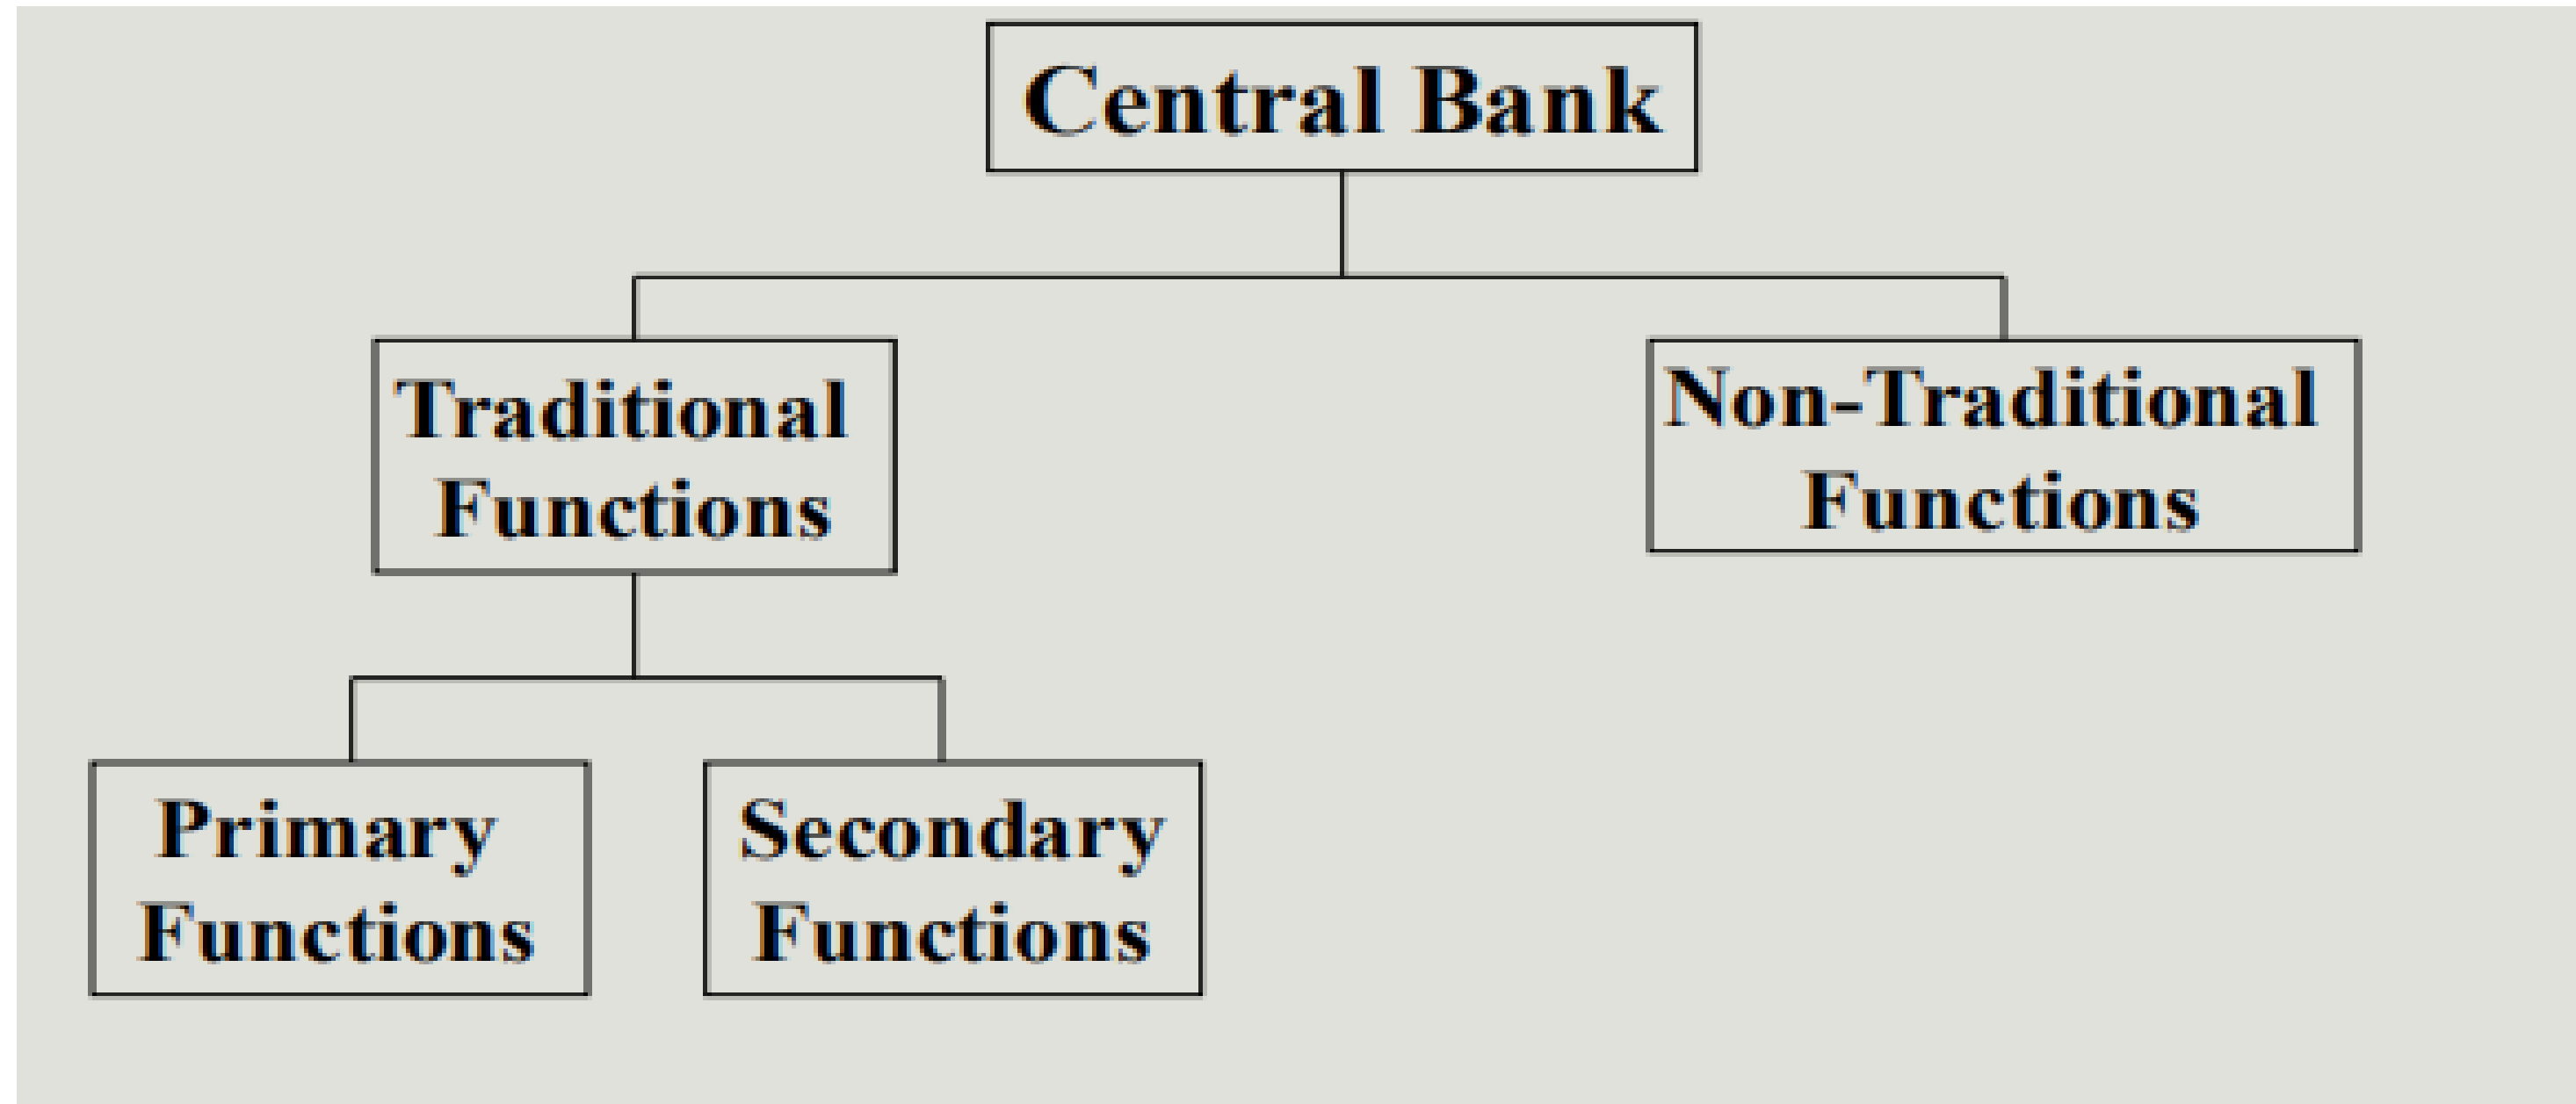 Central Bank
Traditional
Functions
Non-Traditional
Functions
Primary
Functions
Secondary
Functions